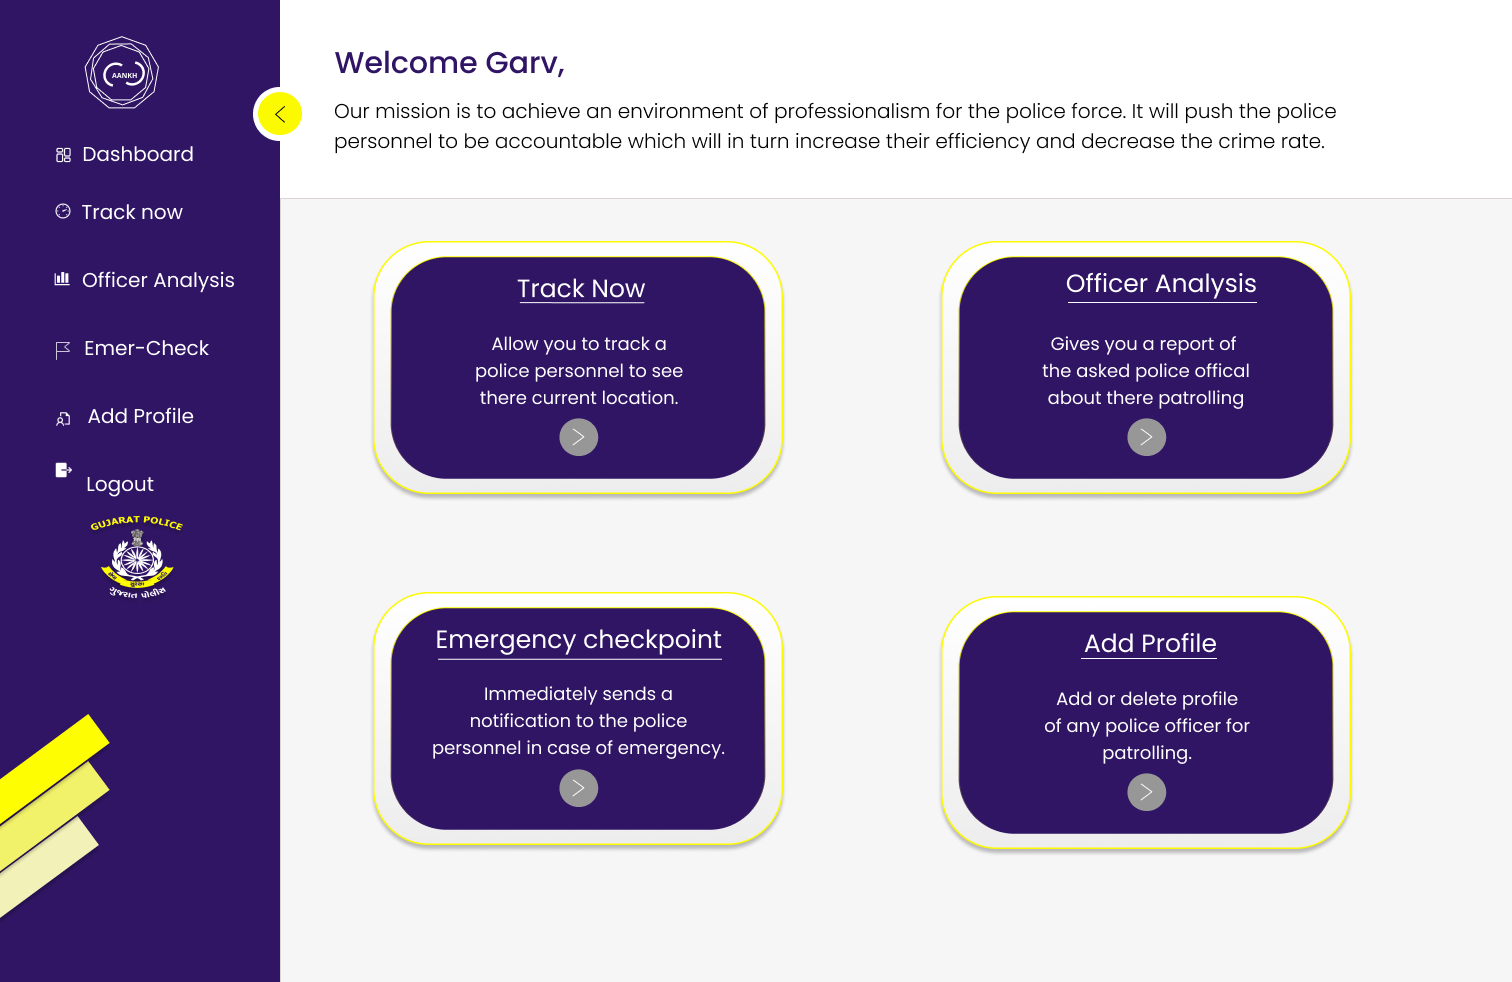 AANKH
Dashboard
Track now
Officer Analysis
Emer-Check
Add Profile
Logout
GUJARAT POLICE
ગુજરાત પોલીસ
Welcome Garv,
Our mission is to achieve an environment of professionalism for the police force. It will push the police
personnel to be accountable which will in turn increase their efficiency and decrease the crime rate.
Track Now
Allow you to track a
police personnel to see
there current location.
Officer Analysis
Gives you a report of
the asked police offical
about there patrolling
Emergency checkpoint
Immediately sends a
notification to the police
personnel in case of emergency.
Add Profile
Add or delete profile
of any police officer for
patrolling.